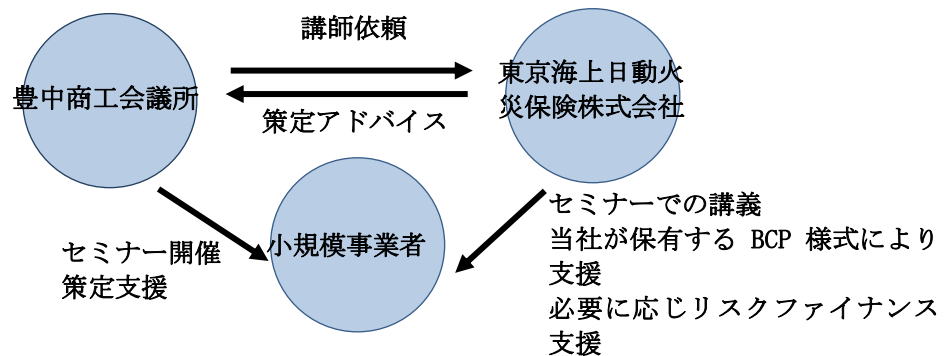 講師依頼
豊中商工会議所
東京海上日動火
災保険株式会社
策定アドバイス
小規模事業者
セミナー開催
策定支援
セミナーでの講義
当社が保有する BCP 様式により
支援
必要に応じリスクファイナンス
支援